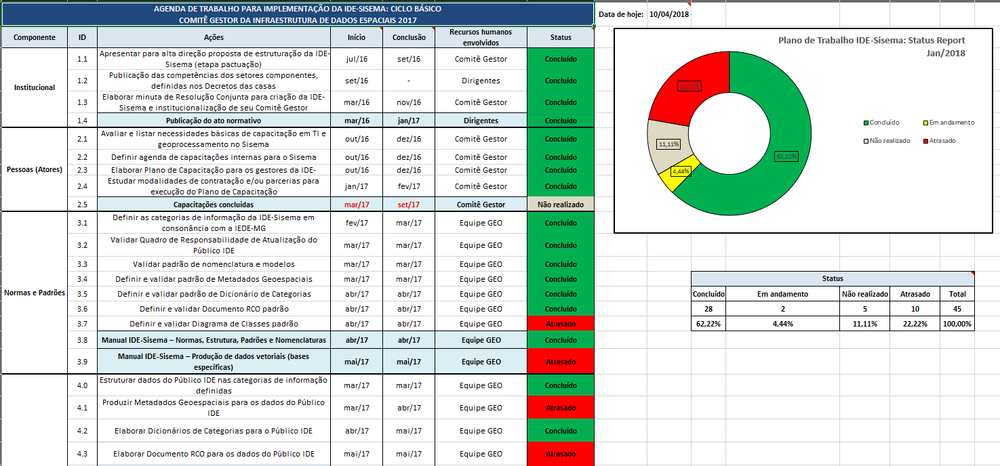 AGENDA DE TRABALHO PARA IMPLEMENTAÇÃO DA IDE-SISEMA: CICLO BÁSICO
COMITÊ GESTOR DA INFRAESTRUTURA DE DADOS ESPACIAIS 2017
Data de hoje: 10/04/2018
Componente ID Ações Início Conclusão Recursos humanos envolvidos Status
Institucional
1.1 Apresentar para alta direção proposta de estruturação da IDE-
Sisema (etapa pactuação) jul/16 set/16 Comitê Gestor Concluído
1.2 Publicação das competências dos setores componentes,
definidas nos Decretos das casas set/16 - Dirigentes Concluído
1.3 Elaborar minuta de Resolução Conjunta para criação da IDE-
Sisema e institucionalização de seu Comitê Gestor mar/16 nov/16 Comitê Gestor Concluído
1.4 Publicação do ato normativo mar/16 jan/17 Dirigentes Concluído
Pessoas (Atores)
2.1 Avaliar e listar necessidades básicas de capacitação em TI e
geoprocessamento no Sisema out/16 dez/16 Comitê Gestor Concluído
2.2 Definir agenda de capacitações internas para o Sisema out/16 dez/16 Comitê Gestor Concluído
2.3 Elaborar Plano de Capacitação para os gestores da IDE- out/16 dez/16 Comitê Gestor Concluído
2.4 Estudar modalidades de contratação e/ou parcerias para
execução do Plano de Capacitação jan/17 fev/17 Comitê Gestor Concluído
2.5 Capacitações concluídas mar/17 set/17 Comitê Gestor Não realizado
Normas e Padrões
3.1 Definir as categorias de informação da IDE-Sisema em
consonância com a IEDE-MG fev/17 mar/17 Equipe GEO Concluído
3.2 Validar Quadro de Responsabilidade de Atualização do
Público IDE mar/17 mar/17 Equipe GEO Concluído
3.3 Validar padrão de nomenclatura e modelos mar/17 mar/17 Equipe GEO Concluído
3.4 Definir e validar padrão de Metadados Geoespaciais mar/17 mar/17 Equipe GEO Concluído
3.5 Definir e validar padrão de Dicionário de Categorias abr/17 abr/17 Equipe GEO Concluído
3.6 Definir e validar Documento RCO padrão abr/17 abr/17 Equipe GEO Concluído
3.7 Definir e validar Diagrama de Classes padrão abr/17 abr/17 Equipe GEO Atrasado
3.8 Manual IDE-Sisema – Normas, Estrutura, Padrões e Nomenclaturas abr/17 abr/17 Equipe GEO Concluído
3.9 Manual IDE-Sisema – Produção de dados vetoriais (bases
específicas) mai/17 mai/17 Equipe GEO Atrasado
4.0 Estruturar dados do Público IDE nas categorias de informação
definidas mar/17 mar/17 Equipe GEO Concluído
4.1 Produzir Metadados Geoespaciais para os dados do Público
IDE mar/17 abr/17 Equipe GEO Atrasado
4.2 Elaborar Dicionários de Categorias para o Público IDE abr/17 mai/17 Equipe GEO Concluído
4.3 Elaborar Documento RCO para os dados do Público IDE mai/17 mai/17 Equipe GEO Atrasado
Plano de Trabalho IDE-Sisema: Status Report
Jan/2018
22,22%
11,11%
4,44%
62,22%
Concluído Em andamento
Não realizado Atrasado
Status
Concluído Em andamento Não realizado Atrasado Total
28 2 5 10 45
62,22% 4,44% 11,11% 22,22% 100,00%